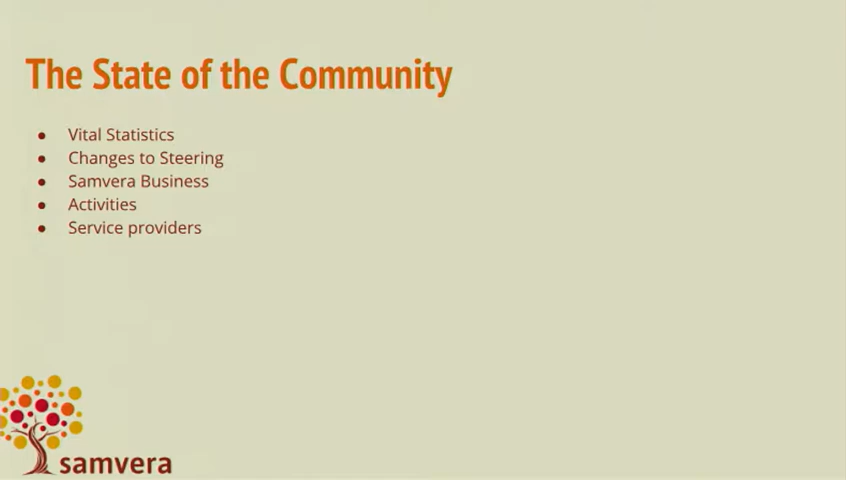 The State of the Community
● Vital Statistics
● Changes to Steering
● Samvera Business
● Activities
● Service providers
samvera